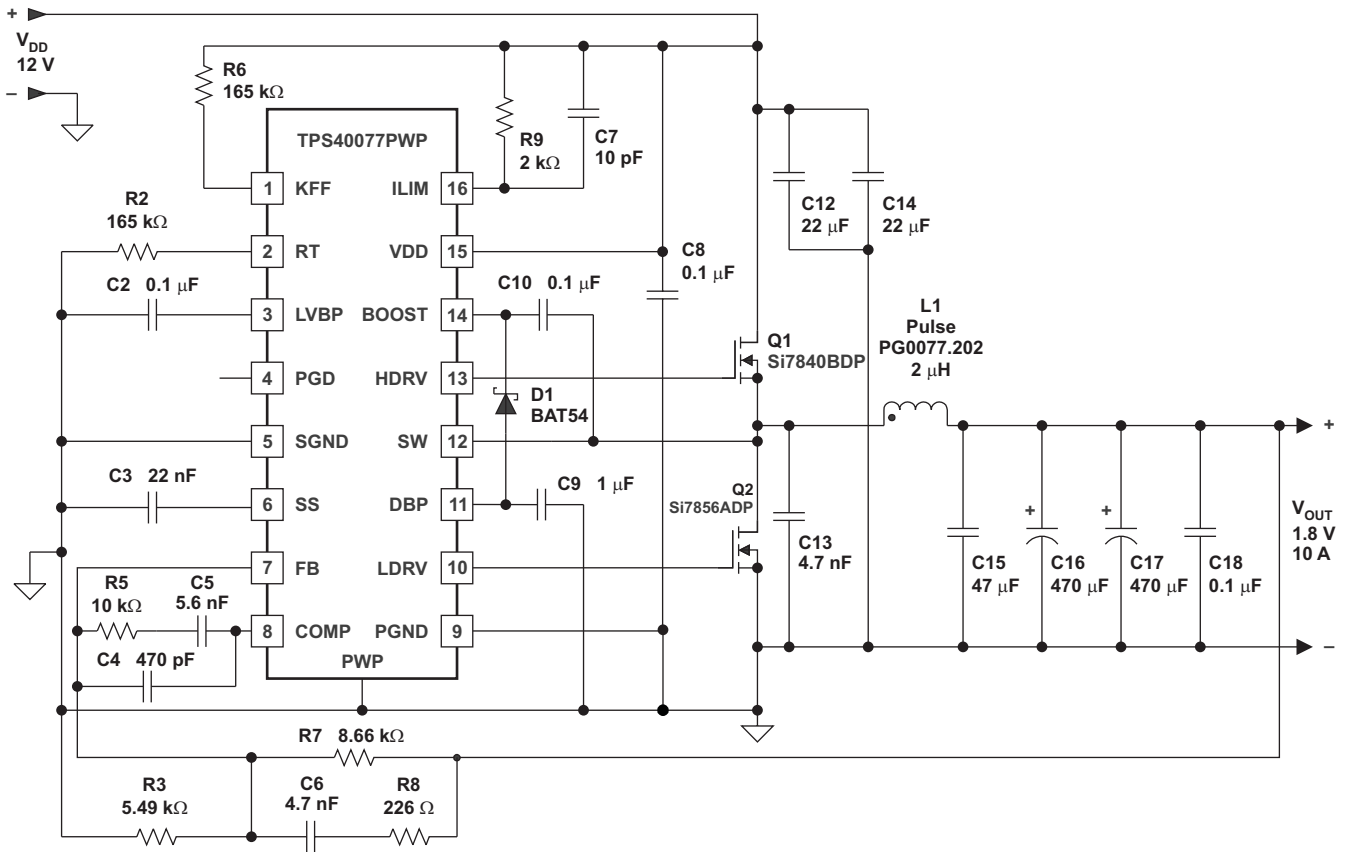 +
V_DD
12 V
−
R6
165 kΩ
TPS40077PWP
R9
2 kΩ
C7
10 pF
1 KFF
ILIM 16
R2
165 kΩ
C12
22 μF
C14
22 μF
2 RT
VDD 15
C8
0.1 μF
C2 0.1 μF
C10 0.1 μF
3 LVBP
BOOST 14
L1
Pulse
PG0077.202
2 μH
Q1
Si7840BDP
4 PGD
HDRV 13
D1
BAT54
5 SGND
SW 12
+
C3 22 nF
C9 1 μF
Q2
Si7856ADP
6 SS
DBP 11
+
+
V_OUT
1.8 V
10 A
C13
4.7 nF
C15
47 μF
C16
470 μF
C17
470 μF
C18
0.1 μF
7 FB
LDRV 10
R5
10 kΩ
C5
5.6 nF
8 COMP
PGND 9
C4 470 pF
PWP
−
R7 8.66 kΩ
R3
5.49 kΩ
C6
4.7 nF
R8
226 Ω